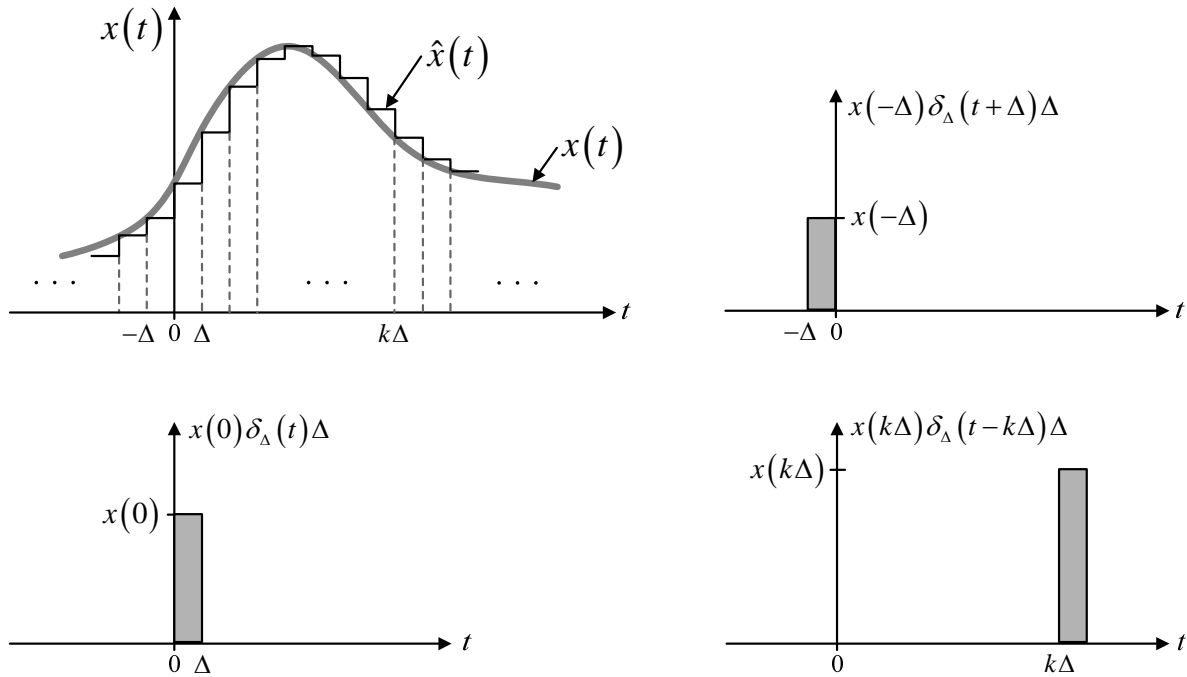 x(t)
x̂(t)
x(t)
. . .
. . .
. . .
t
−Δ 0 Δ
kΔ
x(−Δ)δ_Δ(t+Δ)Δ
x(−Δ)
t
−Δ 0
x(0)δ_Δ(t)Δ
x(0)
t
0 Δ
x(kΔ)δ_Δ(t−kΔ)Δ
x(kΔ)
t
0
kΔ